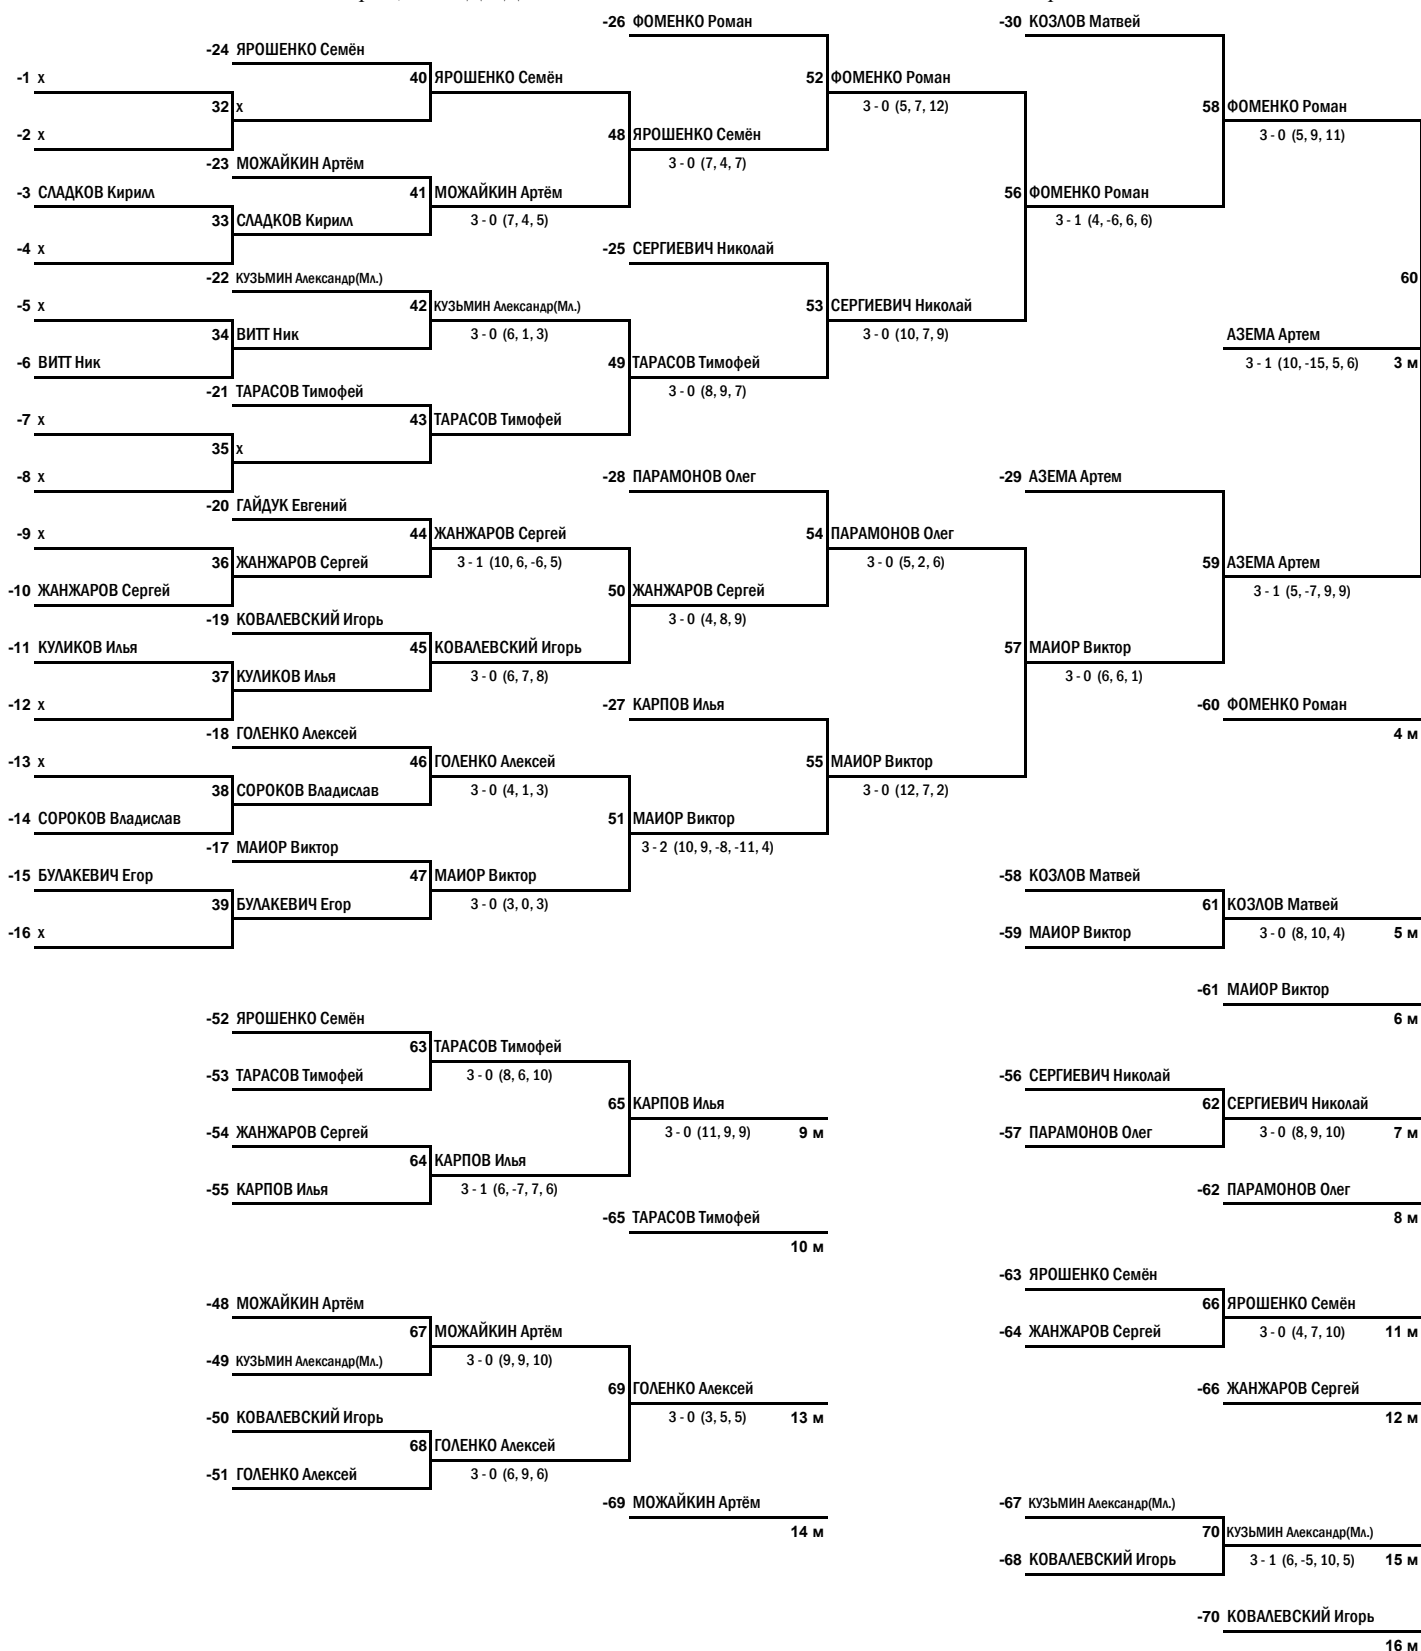 -26 ФОМЕНКО Роман
-30 КОЗЛОВ Матвей
-24 ЯРОШЕНКО Семён
-1 х
40 ЯРОШЕНКО Семён
52 ФОМЕНКО Роман
32 х
3 - 0 (5, 7, 12)
58 ФОМЕНКО Роман
-2 х
48 ЯРОШЕНКО Семён
3 - 0 (5, 9, 11)
-23 МОЖАЙКИН Артём
3 - 0 (7, 4, 7)
-3 СЛАДКОВ Кирилл
41 МОЖАЙКИН Артём
56 ФОМЕНКО Роман
33 СЛАДКОВ Кирилл
3 - 0 (7, 4, 5)
3 - 1 (4, -6, 6, 6)
-4 х
-25 СЕРГИЕВИЧ Николай
-22 КУЗЬМИН Александр(Мл.)
60
-5 х
42 КУЗЬМИН Александр(Мл.)
53 СЕРГИЕВИЧ Николай
34 ВИТТ Ник
3 - 0 (6, 1, 3)
3 - 0 (10, 7, 9)
АЗЕМА Артем
-6 ВИТТ Ник
49 ТАРАСОВ Тимофей
3 - 1 (10, -15, 5, 6) 3 м
-21 ТАРАСОВ Тимофей
3 - 0 (8, 9, 7)
-7 х
43 ТАРАСОВ Тимофей
35 х
-8 х
-28 ПАРАМОНОВ Олег
-29 АЗЕМА Артем
-20 ГАЙДУК Евгений
-9 х
44 ЖАНЖАРОВ Сергей
54 ПАРАМОНОВ Олег
36 ЖАНЖАРОВ Сергей
3 - 1 (10, 6, -6, 5)
3 - 0 (5, 2, 6)
59 АЗЕМА Артем
-10 ЖАНЖАРОВ Сергей
50 ЖАНЖАРОВ Сергей
3 - 1 (5, -7, 9, 9)
-19 КОВАЛЕВСКИЙ Игорь
3 - 0 (4, 8, 9)
-11 КУЛИКОВ Илья
45 КОВАЛЕВСКИЙ Игорь
57 МАИОР Виктор
37 КУЛИКОВ Илья
3 - 0 (6, 7, 8)
3 - 0 (6, 6, 1)
-12 х
-27 КАРПОВ Илья
-60 ФОМЕНКО Роман
-18 ГОЛЕНКО Алексей
4 м
-13 х
46 ГОЛЕНКО Алексей
55 МАИОР Виктор
38 СОРОКОВ Владислав
3 - 0 (4, 1, 3)
3 - 0 (12, 7, 2)
-14 СОРОКОВ Владислав
51 МАИОР Виктор
-17 МАИОР Виктор
3 - 2 (10, 9, -8, -11, 4)
-15 БУЛАКЕВИЧ Егор
47 МАИОР Виктор
-58 КОЗЛОВ Матвей
39 БУЛАКЕВИЧ Егор
3 - 0 (3, 0, 3)
61 КОЗЛОВ Матвей
-16 х
-59 МАИОР Виктор
3 - 0 (8, 10, 4) 5 м
-61 МАИОР Виктор
-52 ЯРОШЕНКО Семён
6 м
63 ТАРАСОВ Тимофей
-53 ТАРАСОВ Тимофей
3 - 0 (8, 6, 10)
-56 СЕРГИЕВИЧ Николай
65 КАРПОВ Илья
62 СЕРГИЕВИЧ Николай
-54 ЖАНЖАРОВ Сергей
3 - 0 (11, 9, 9) 9 м
-57 ПАРАМОНОВ Олег
3 - 0 (8, 9, 10) 7 м
64 КАРПОВ Илья
-55 КАРПОВ Илья
3 - 1 (6, -7, 7, 6)
-62 ПАРАМОНОВ Олег
-65 ТАРАСОВ Тимофей
8 м
10 м
-63 ЯРОШЕНКО Семён
-48 МОЖАЙКИН Артём
66 ЯРОШЕНКО Семён
67 МОЖАЙКИН Артём
-64 ЖАНЖАРОВ Сергей
3 - 0 (4, 7, 10) 11 м
-49 КУЗЬМИН Александр(Мл.)
3 - 0 (9, 9, 10)
69 ГОЛЕНКО Алексей
-66 ЖАНЖАРОВ Сергей
-50 КОВАЛЕВСКИЙ Игорь
3 - 0 (3, 5, 5) 13 м
12 м
68 ГОЛЕНКО Алексей
-51 ГОЛЕНКО Алексей
3 - 0 (6, 9, 6)
-69 МОЖАЙКИН Артём
-67 КУЗЬМИН Александр(Мл.)
14 м
70 КУЗЬМИН Александр(Мл.)
-68 КОВАЛЕВСКИЙ Игорь
3 - 1 (6, -5, 10, 5) 15 м
-70 КОВАЛЕВСКИЙ Игорь
16 м